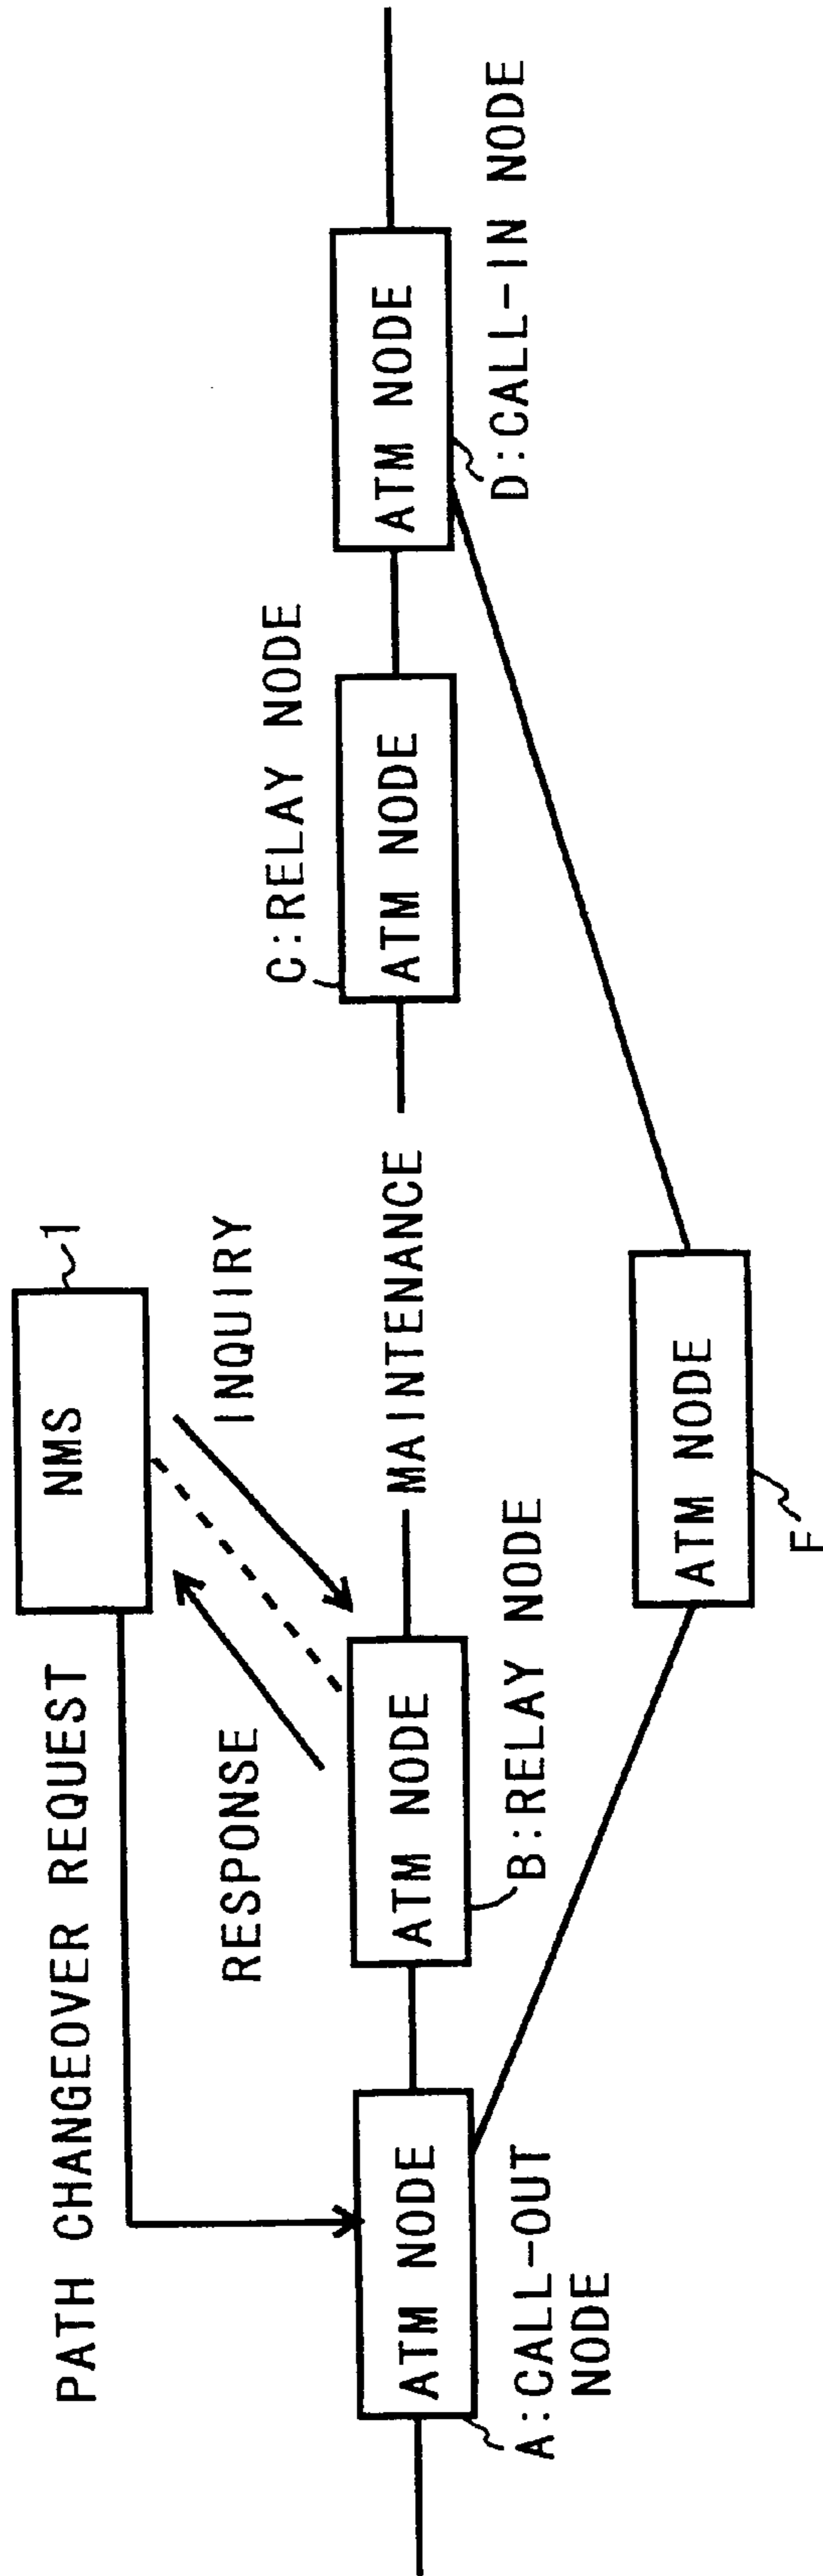 PATH CHANGEOVER REQUEST
NMS
1
RESPONSE
INQUIRY
C:RELAY NODE
ATM NODE
ATM NODE
MAINTENANCE
ATM NODE
ATM NODE
A:CALL-OUT
NODE
B:RELAY NODE
D:CALL-IN NODE
ATM NODE
F